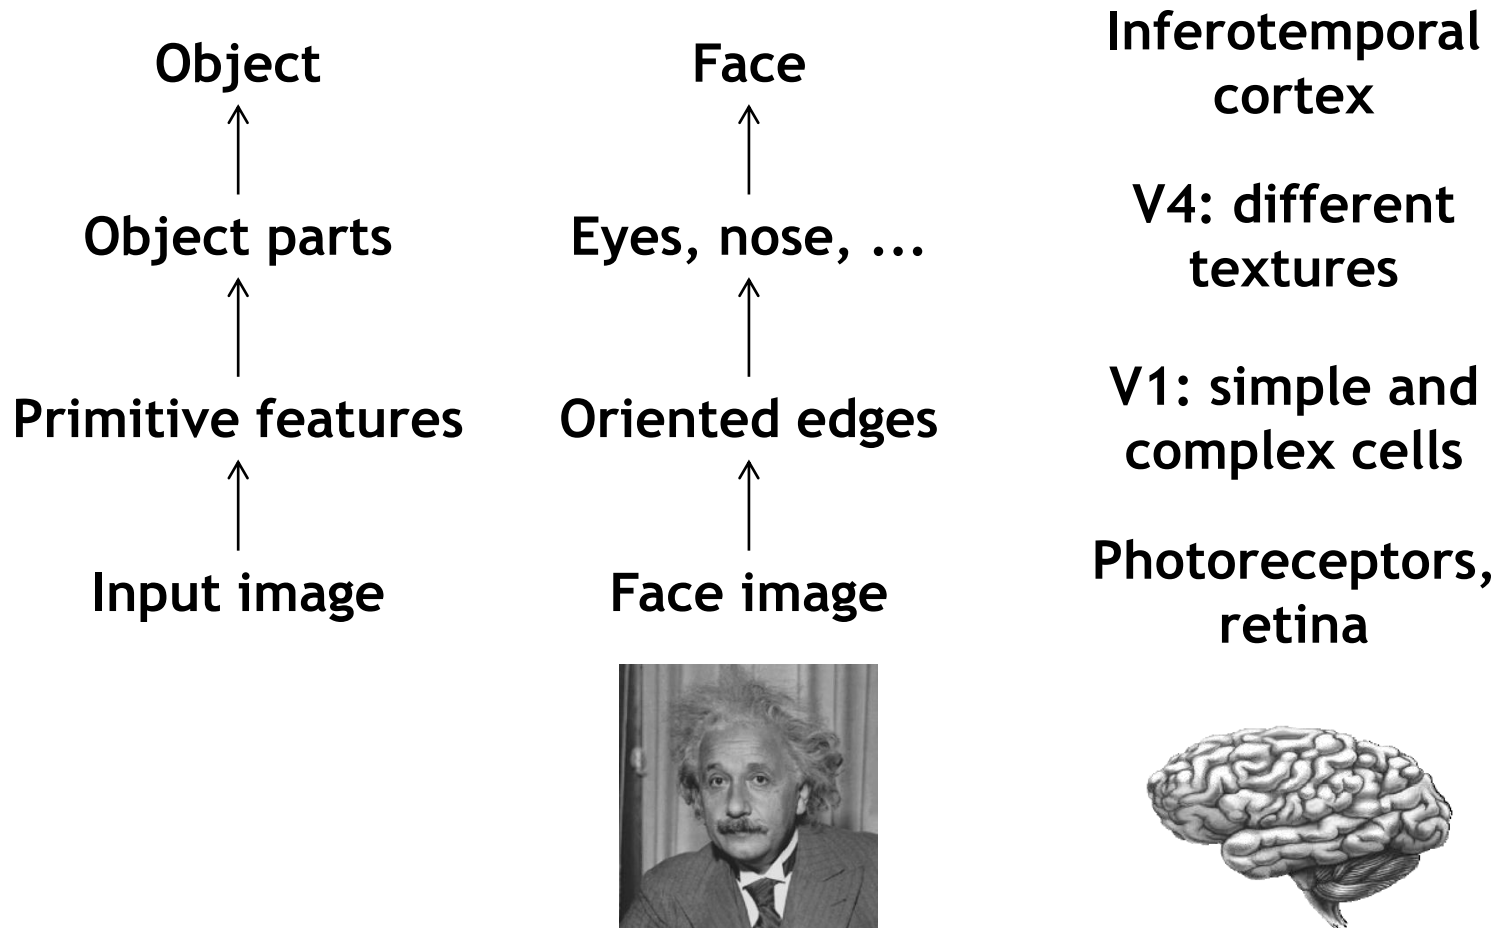 Object
Object parts
Primitive features
Input image
Face
Eyes, nose, ...
Oriented edges
Face image
Inferotemporal
cortex
V4: different
textures
V1: simple and
complex cells
Photoreceptors,
retina